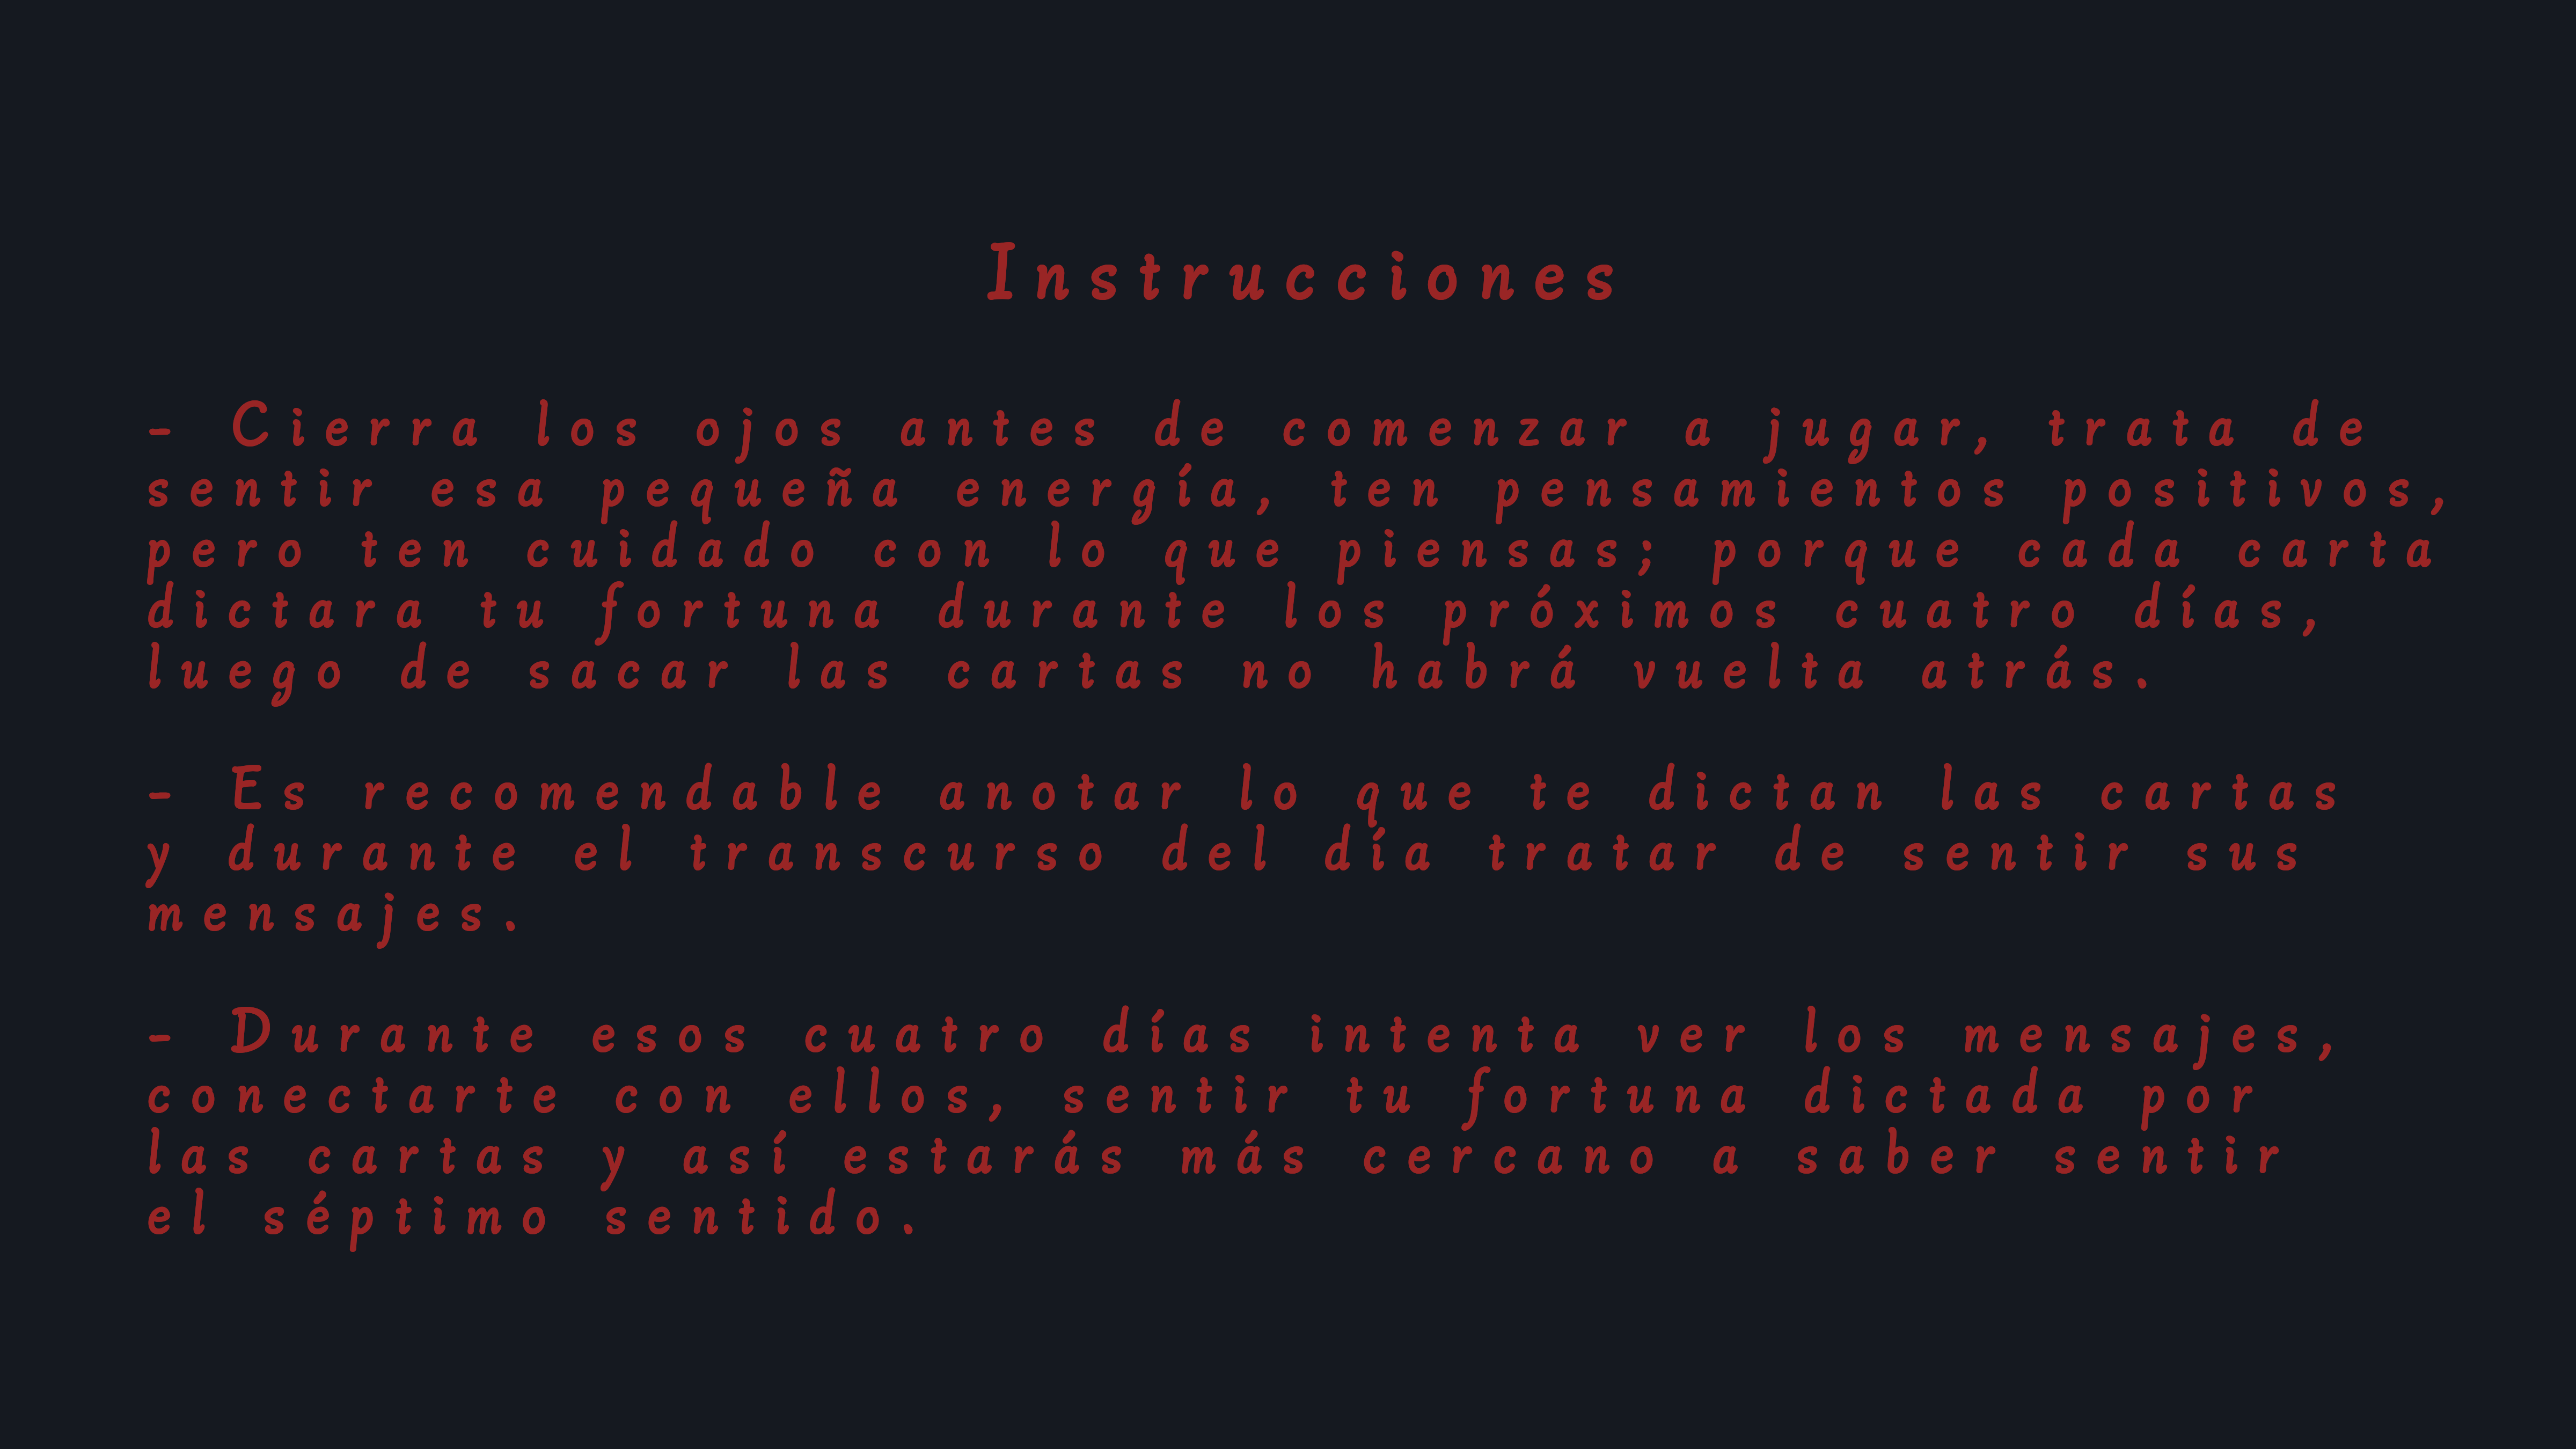 Instrucciones
- Cierra los ojos antes de comenzar a jugar, trata de
sentir esa pequeña energía, ten pensamientos positivos,
pero ten cuidado con lo que piensas; porque cada carta
dictara tu fortuna durante los próximos cuatro días,
luego de sacar las cartas no habrá vuelta atrás.
- Es recomendable anotar lo que te dictan las cartas
y durante el transcurso del día tratar de sentir sus
mensajes.
- Durante esos cuatro días intenta ver los mensajes,
conectarte con ellos, sentir tu fortuna dictada por
las cartas y así estarás más cercano a saber sentir
el séptimo sentido.